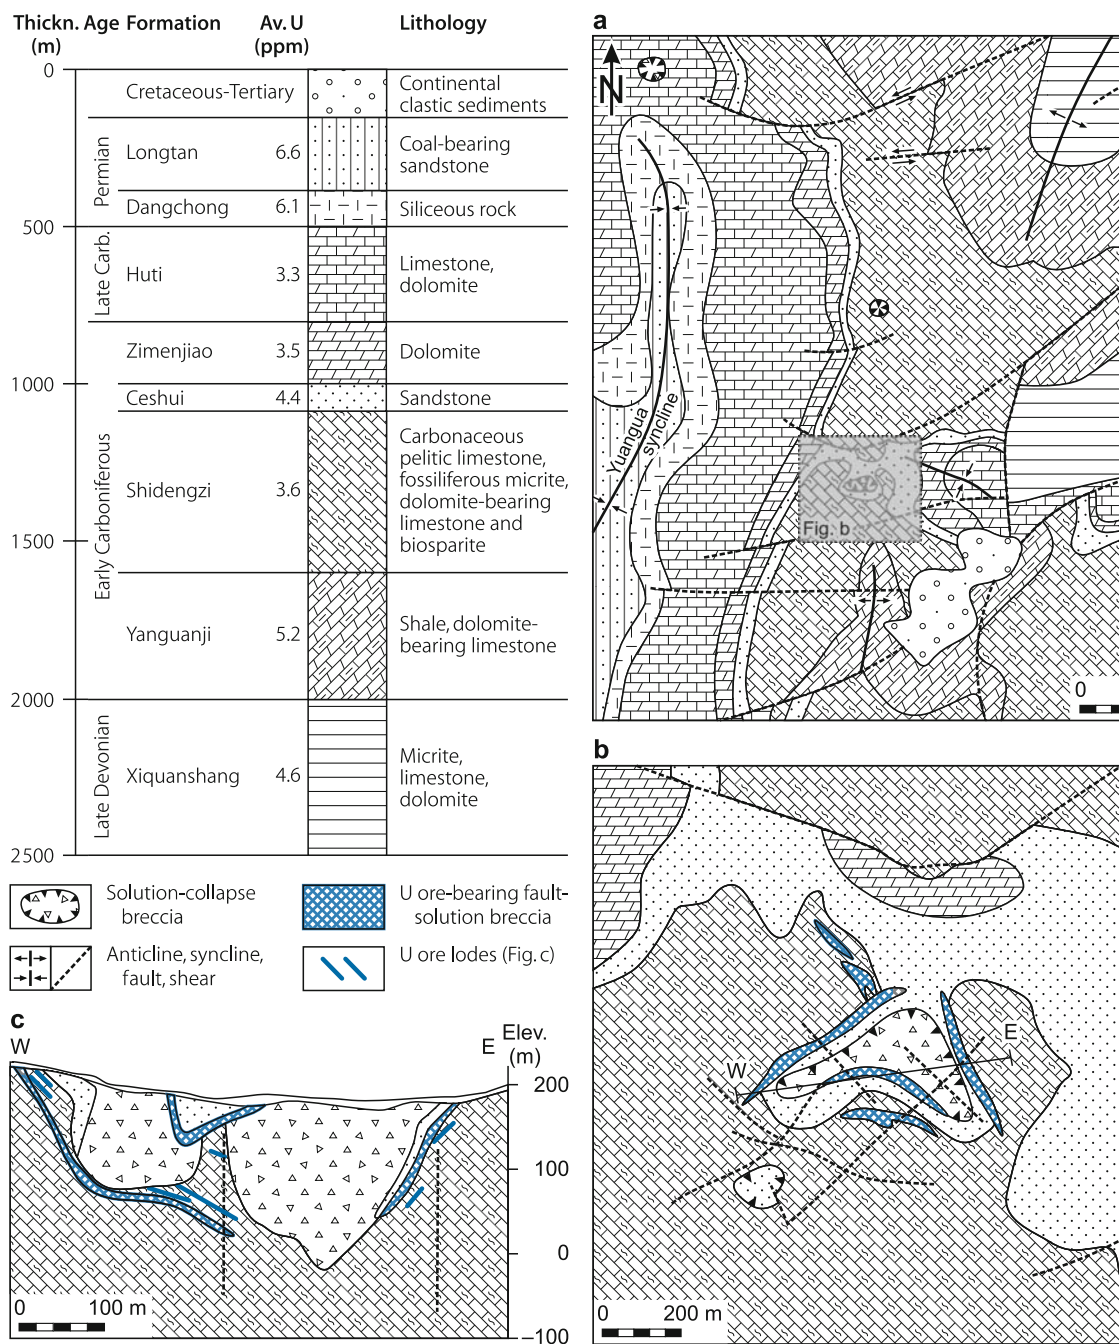 Thickn. Age Formation Av. U Lithology
(m) (ppm)
0
Cretaceous-Tertiary Continental
clastic sediments
Permian
Longtan 6.6 Coal-bearing
sandstone
Dangchong 6.1 Siliceous rock
500
Late Carb.
Huti 3.3 Limestone,
dolomite
Early Carboniferous
Zimenjiao 3.5 Dolomite
1000
Ceshui 4.4 Sandstone
Shidengzi 3.6 Carbonaceous
pelitic limestone,
fossiliferous micrite,
dolomite-bearing
limestone and
biosparite
1500
Yanguanji 5.2 Shale, dolomite-
bearing limestone
2000
Late Devonian
Xiquanshang 4.6 Micrite,
limestone,
dolomite
2500
Solution-collapse
breccia
U ore-bearing fault-
solution breccia
Anticline, syncline,
fault, shear
U ore lodes (Fig. c)
a
N
Yuangua
syncline
Fig. b
0
b
W
E
0 200 m
c
W E Elev.
(m)
200
100
0
–100
0 100 m